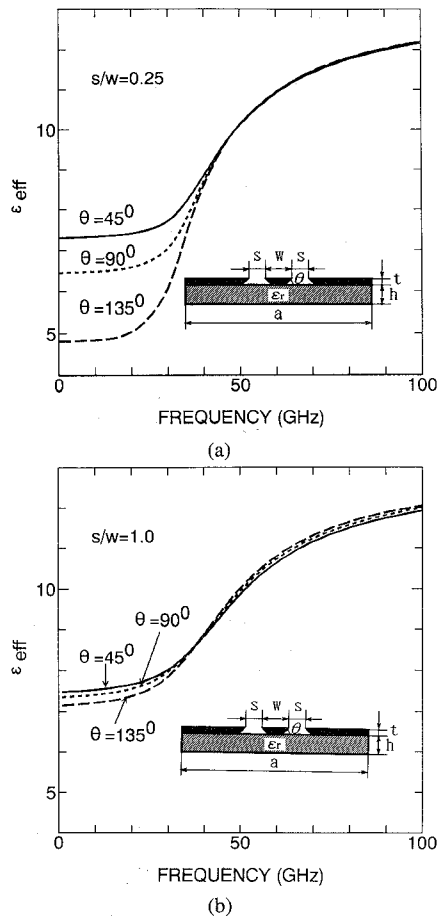 (a)
s/w=0.25
10
ε eff
θ=45⁰
θ=90⁰
θ=135⁰
5
S W S
θ
t
h
εr
a
0 50 100
FREQUENCY (GHz)
(a)
s/w=1.0
10
ε eff
θ=90⁰
θ=45⁰
θ=135⁰
5
S W S
θ
t
h
εr
a
0 50 100
FREQUENCY (GHz)
(b)